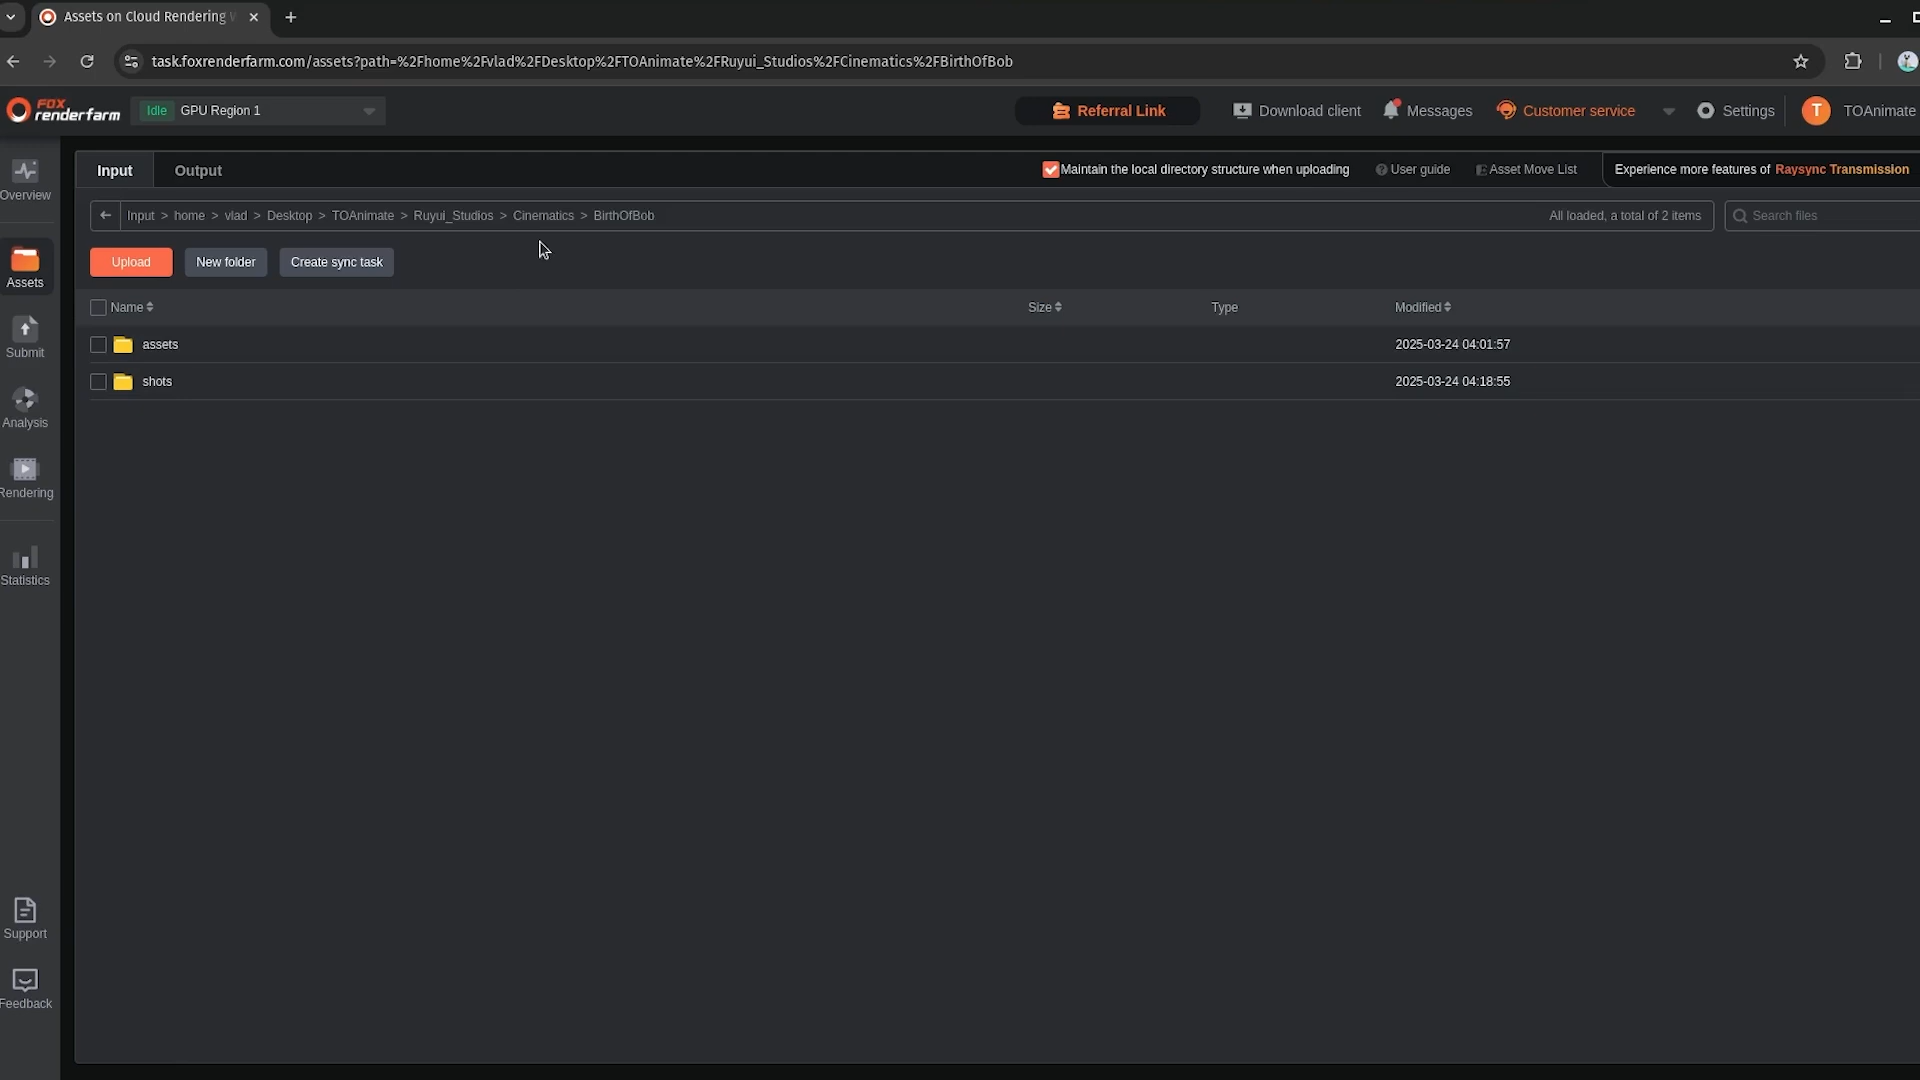 Assets on Cloud Rendering
task.foxrenderfarm.com/assets?path=%2Fhome%2Fvlad%2FDesktop%2FTOAnimate%2FRuyui_Studios%2FCinematics%2FBirthOfBob
FOX renderfarm
Idle GPU Region 1
Referral Link
Download client
Messages
Customer service
Settings
T TOAnimate
Overview
Assets
Submit
Analysis
Rendering
Statistics
Support
Feedback
Input Output
Maintain the local directory structure when uploading
User guide
Asset Move List
Experience more features of Raysync Transmission
Input > home > vlad > Desktop > TOAnimate > Ruyui_Studios > Cinematics > BirthOfBob
All loaded, a total of 2 items
Search files
Upload New folder Create sync task
Name Size Type Modified
assets 2025-03-24 04:01:57
shots 2025-03-24 04:18:55